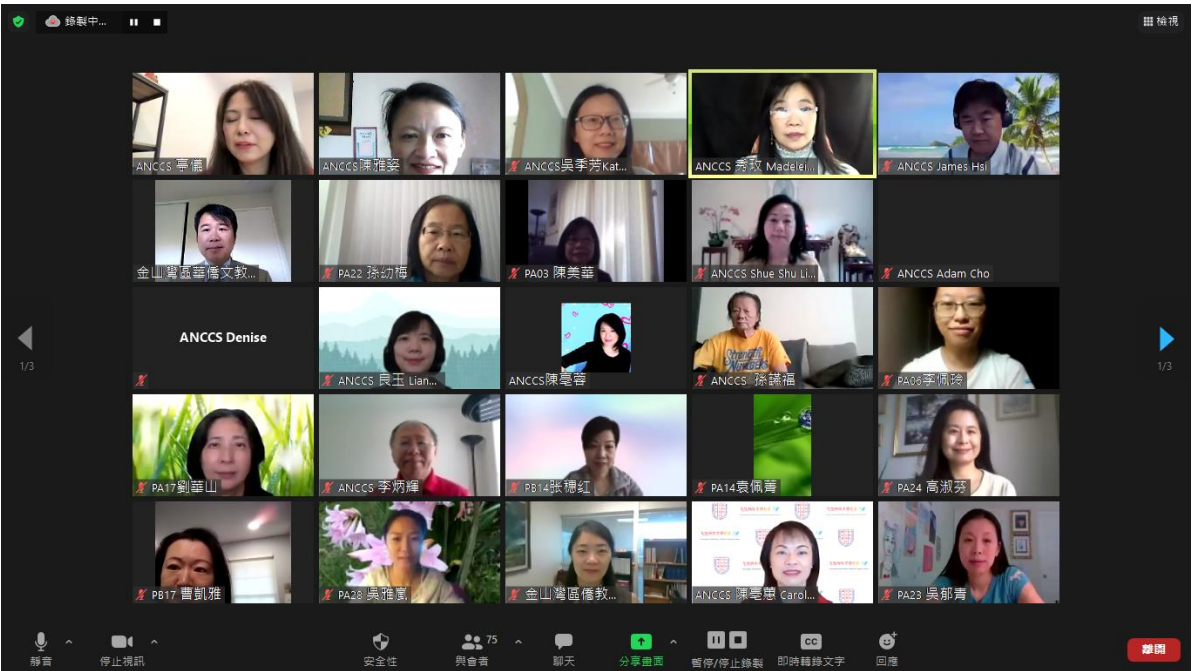 錄製中...
檢視
ANCCS 亭儀
ANCCS陳雅姿
ANCCS吳季芳Kat...
ANCCS 秀玫 Madelei...
ANCCS James Hsi
金山灣區華僑文教...
PA22 孫幼梅
PA03 陳美華
ANCCS Shue Shu Li...
ANCCS Adam Cho
ANCCS Denise
ANCCS 良玉 Lian...
ANCCS陳亳蓉
ANCCS 孫議福
PA06李佩玲
1/3
1/3
PA17劉華山
ANCCS 李炳輝
PB14張穗红
PA14袁佩菁
PA24 高淑芬
PB17 曹凱雅
PA28 吳雅嵐
金山灣區僑教...
ANCCS 陳亳蕙 Carol...
PA23 吳郁青
靜音
停止視訊
安全性
75
與會者
聊天
分享畫面
暫停/停止錄製
CC
即時轉錄文字
回應
離開